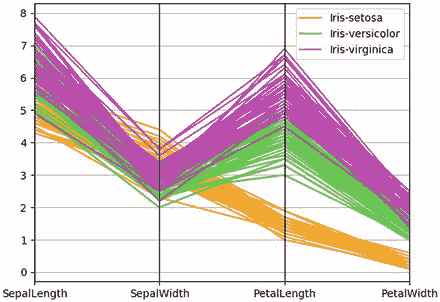 8
7
6
5
4
3
2
1
0
Iris-setosa
Iris-versicolor
Iris-virginica
SepalLength SepalWidth PetalLength PetalWidth